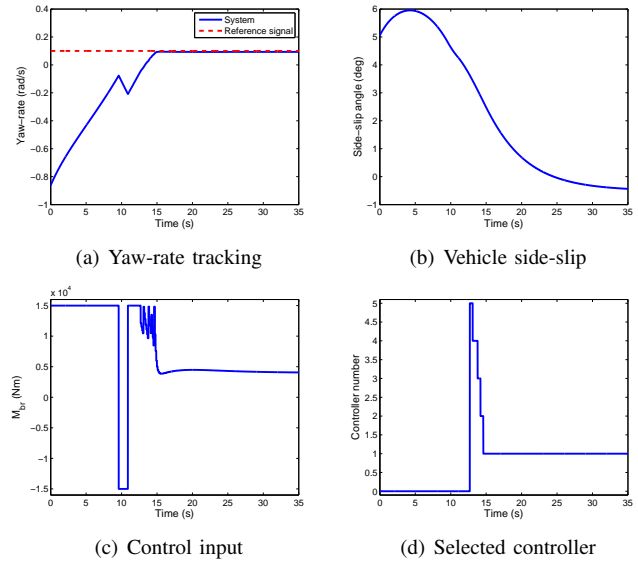 0.4
0.2
0
−0.2
−0.4
−0.6
−0.8
−1
Yaw−rate (rad/s)
System
Reference signal
0 5 10 15 20 25 30 35
Time (s)
(a) Yaw-rate tracking
6
5
4
3
2
1
0
−1
Side−slip angle (deg)
0 5 10 15 20 25 30 35
Time (s)
(b) Vehicle side-slip
x 10⁴
1.5
1
0.5
0
−0.5
−1
−1.5
M_br (Nm)
0 5 10 15 20 25 30 35
Time (s)
(c) Control input
5
4.5
4
3.5
3
2.5
2
1.5
1
0.5
0
Controller number
0 5 10 15 20 25 30 35
Time (s)
(d) Selected controller